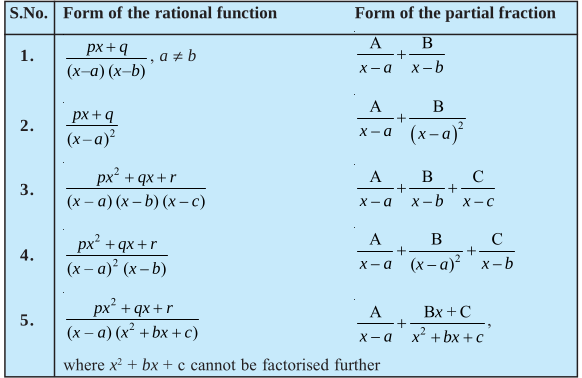 S.No. Form of the rational function Form of the partial fraction
1. \frac{px+q}{(x–a) (x–b)}, a ≠ b \frac{A}{x–a} + \frac{B}{x–b}
2. \frac{px+q}{(x–a)^2} \frac{A}{x–a} + \frac{B}{(x–a)^2}
3. \frac{px^2+qx+r}{(x–a) (x–b) (x–c)} \frac{A}{x–a} + \frac{B}{x–b} + \frac{C}{x–c}
4. \frac{px^2+qx+r}{(x–a)^2 (x–b)} \frac{A}{x–a} + \frac{B}{(x–a)^2} + \frac{C}{x–b}
5. \frac{px^2+qx+r}{(x–a) (x^2+bx+c)} \frac{A}{x–a} + \frac{Bx+C}{x^2+bx+c},
where x^2 + bx + c cannot be factorised further